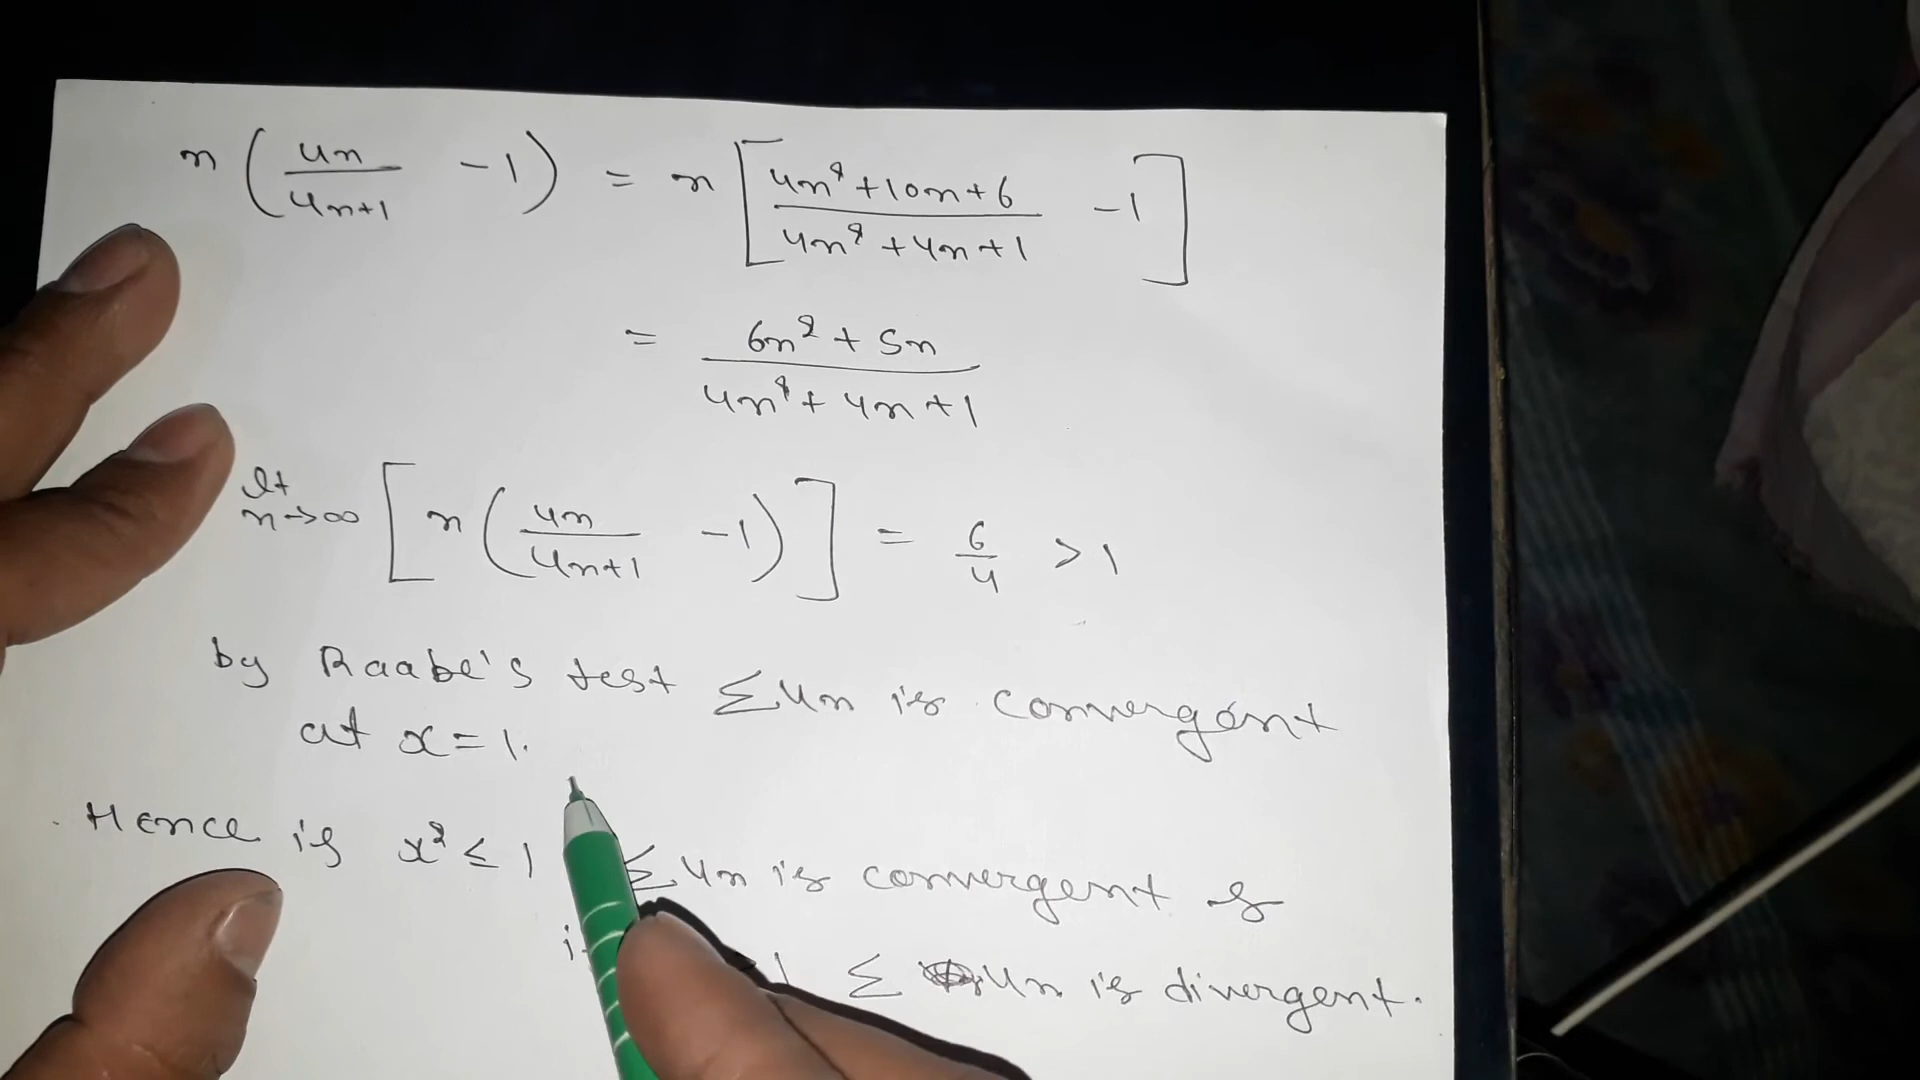 n ( un / un+1 - 1 ) = n [ 4n² + 10n + 6 / 4n² + 4n + 1 - 1 ]
= 6n² + 5n / 4n² + 4n + 1
lt n→∞ [ n ( un / un+1 - 1 ) ] = 6/4 > 1
by Raabe's test Σun is convergent
at x = 1.
Hence if x² ≤ 1 Σun is convergent &
1 Σ un is divergent.